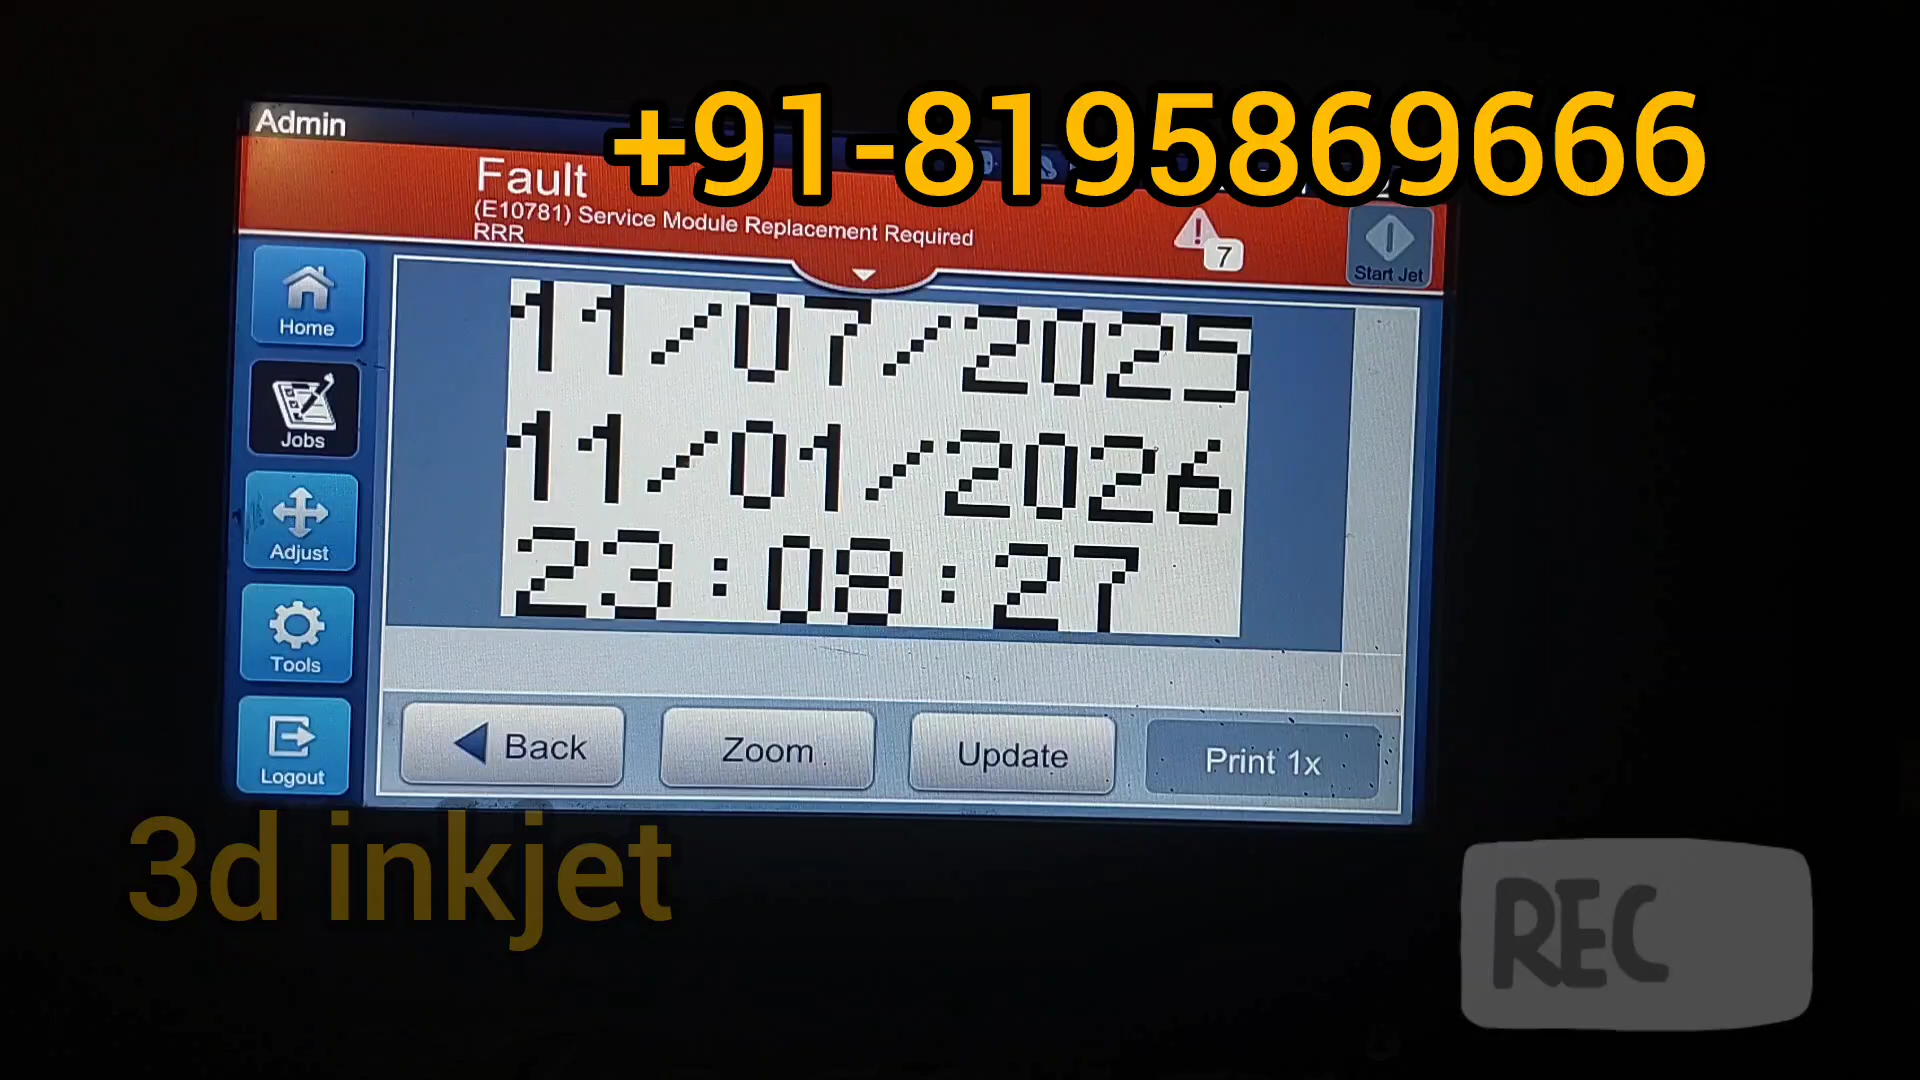 +91-8195869666
Admin
Fault
(E10781) Service Module Replacement Required
RRR
7
Start Jet
Home
Jobs
Adjust
Tools
Logout
11/07/2025
11/01/2026
23:08:27
Back
Zoom
Update
Print 1x
3d inkjet
REC